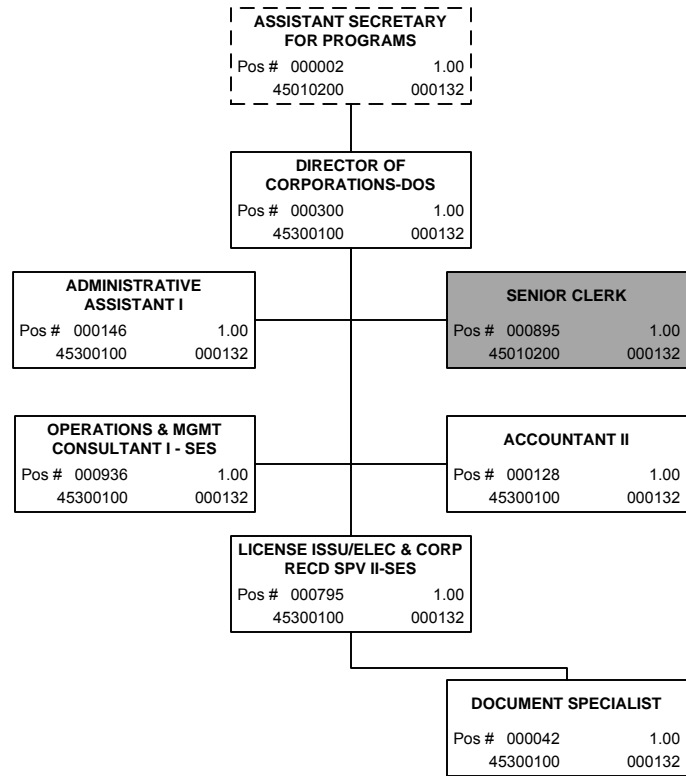 ASSISTANT SECRETARY
FOR PROGRAMS
Pos # 000002 1.00
45010200 000132
DIRECTOR OF
CORPORATIONS-DOS
Pos # 000300 1.00
45300100 000132
ADMINISTRATIVE
ASSISTANT I
Pos # 000146 1.00
45300100 000132
SENIOR CLERK
Pos # 000895 1.00
45010200 000132
OPERATIONS & MGMT
CONSULTANT I - SES
Pos # 000936 1.00
45300100 000132
ACCOUNTANT II
Pos # 000128 1.00
45300100 000132
LICENSE ISSU/ELEC & CORP
RECD SPV II-SES
Pos # 000795 1.00
45300100 000132
DOCUMENT SPECIALIST
Pos # 000042 1.00
45300100 000132